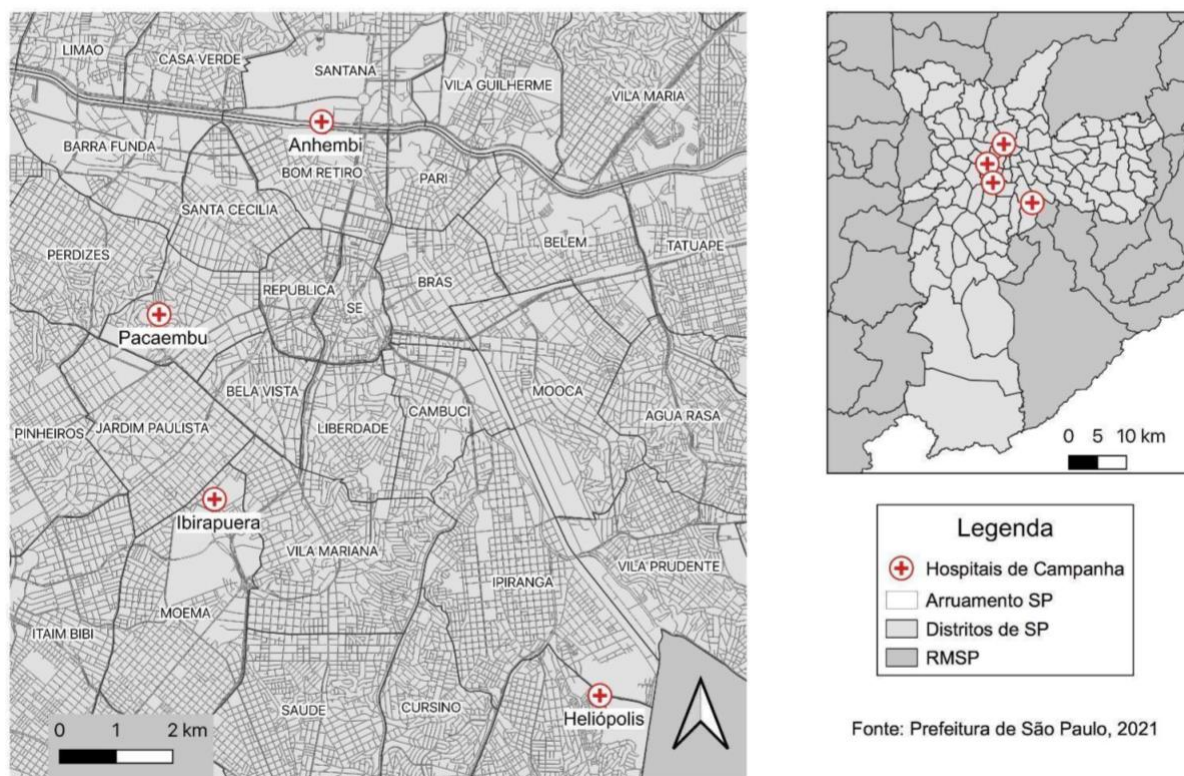 LIMAO
CASA VERDE
SANTANA
VILA GUILHERME
VILA MARIA
Anhembi
BARRA FUNDA
BOM RETIRO
PARI
SANTA CECILIA
BELEM
TATUAPE
PERDIZES
REPUBLICA
BRAS
SE
Pacaembu
BELA VISTA
MOOCA
CAMBUCI
AGUA RASA
PINHEIROS
JARDIM PAULISTA
LIBERDADE
Ibirapuera
VILA MARIANA
IPIRANGA
VILA PRUDENTE
MOEMA
ITAIM BIBI
SAUDE
CURSINO
Heliópolis
0 1 2 km
0 5 10 km
Legenda
Hospitais de Campanha
Arruamento SP
Distritos de SP
RMSP
Fonte: Prefeitura de São Paulo, 2021